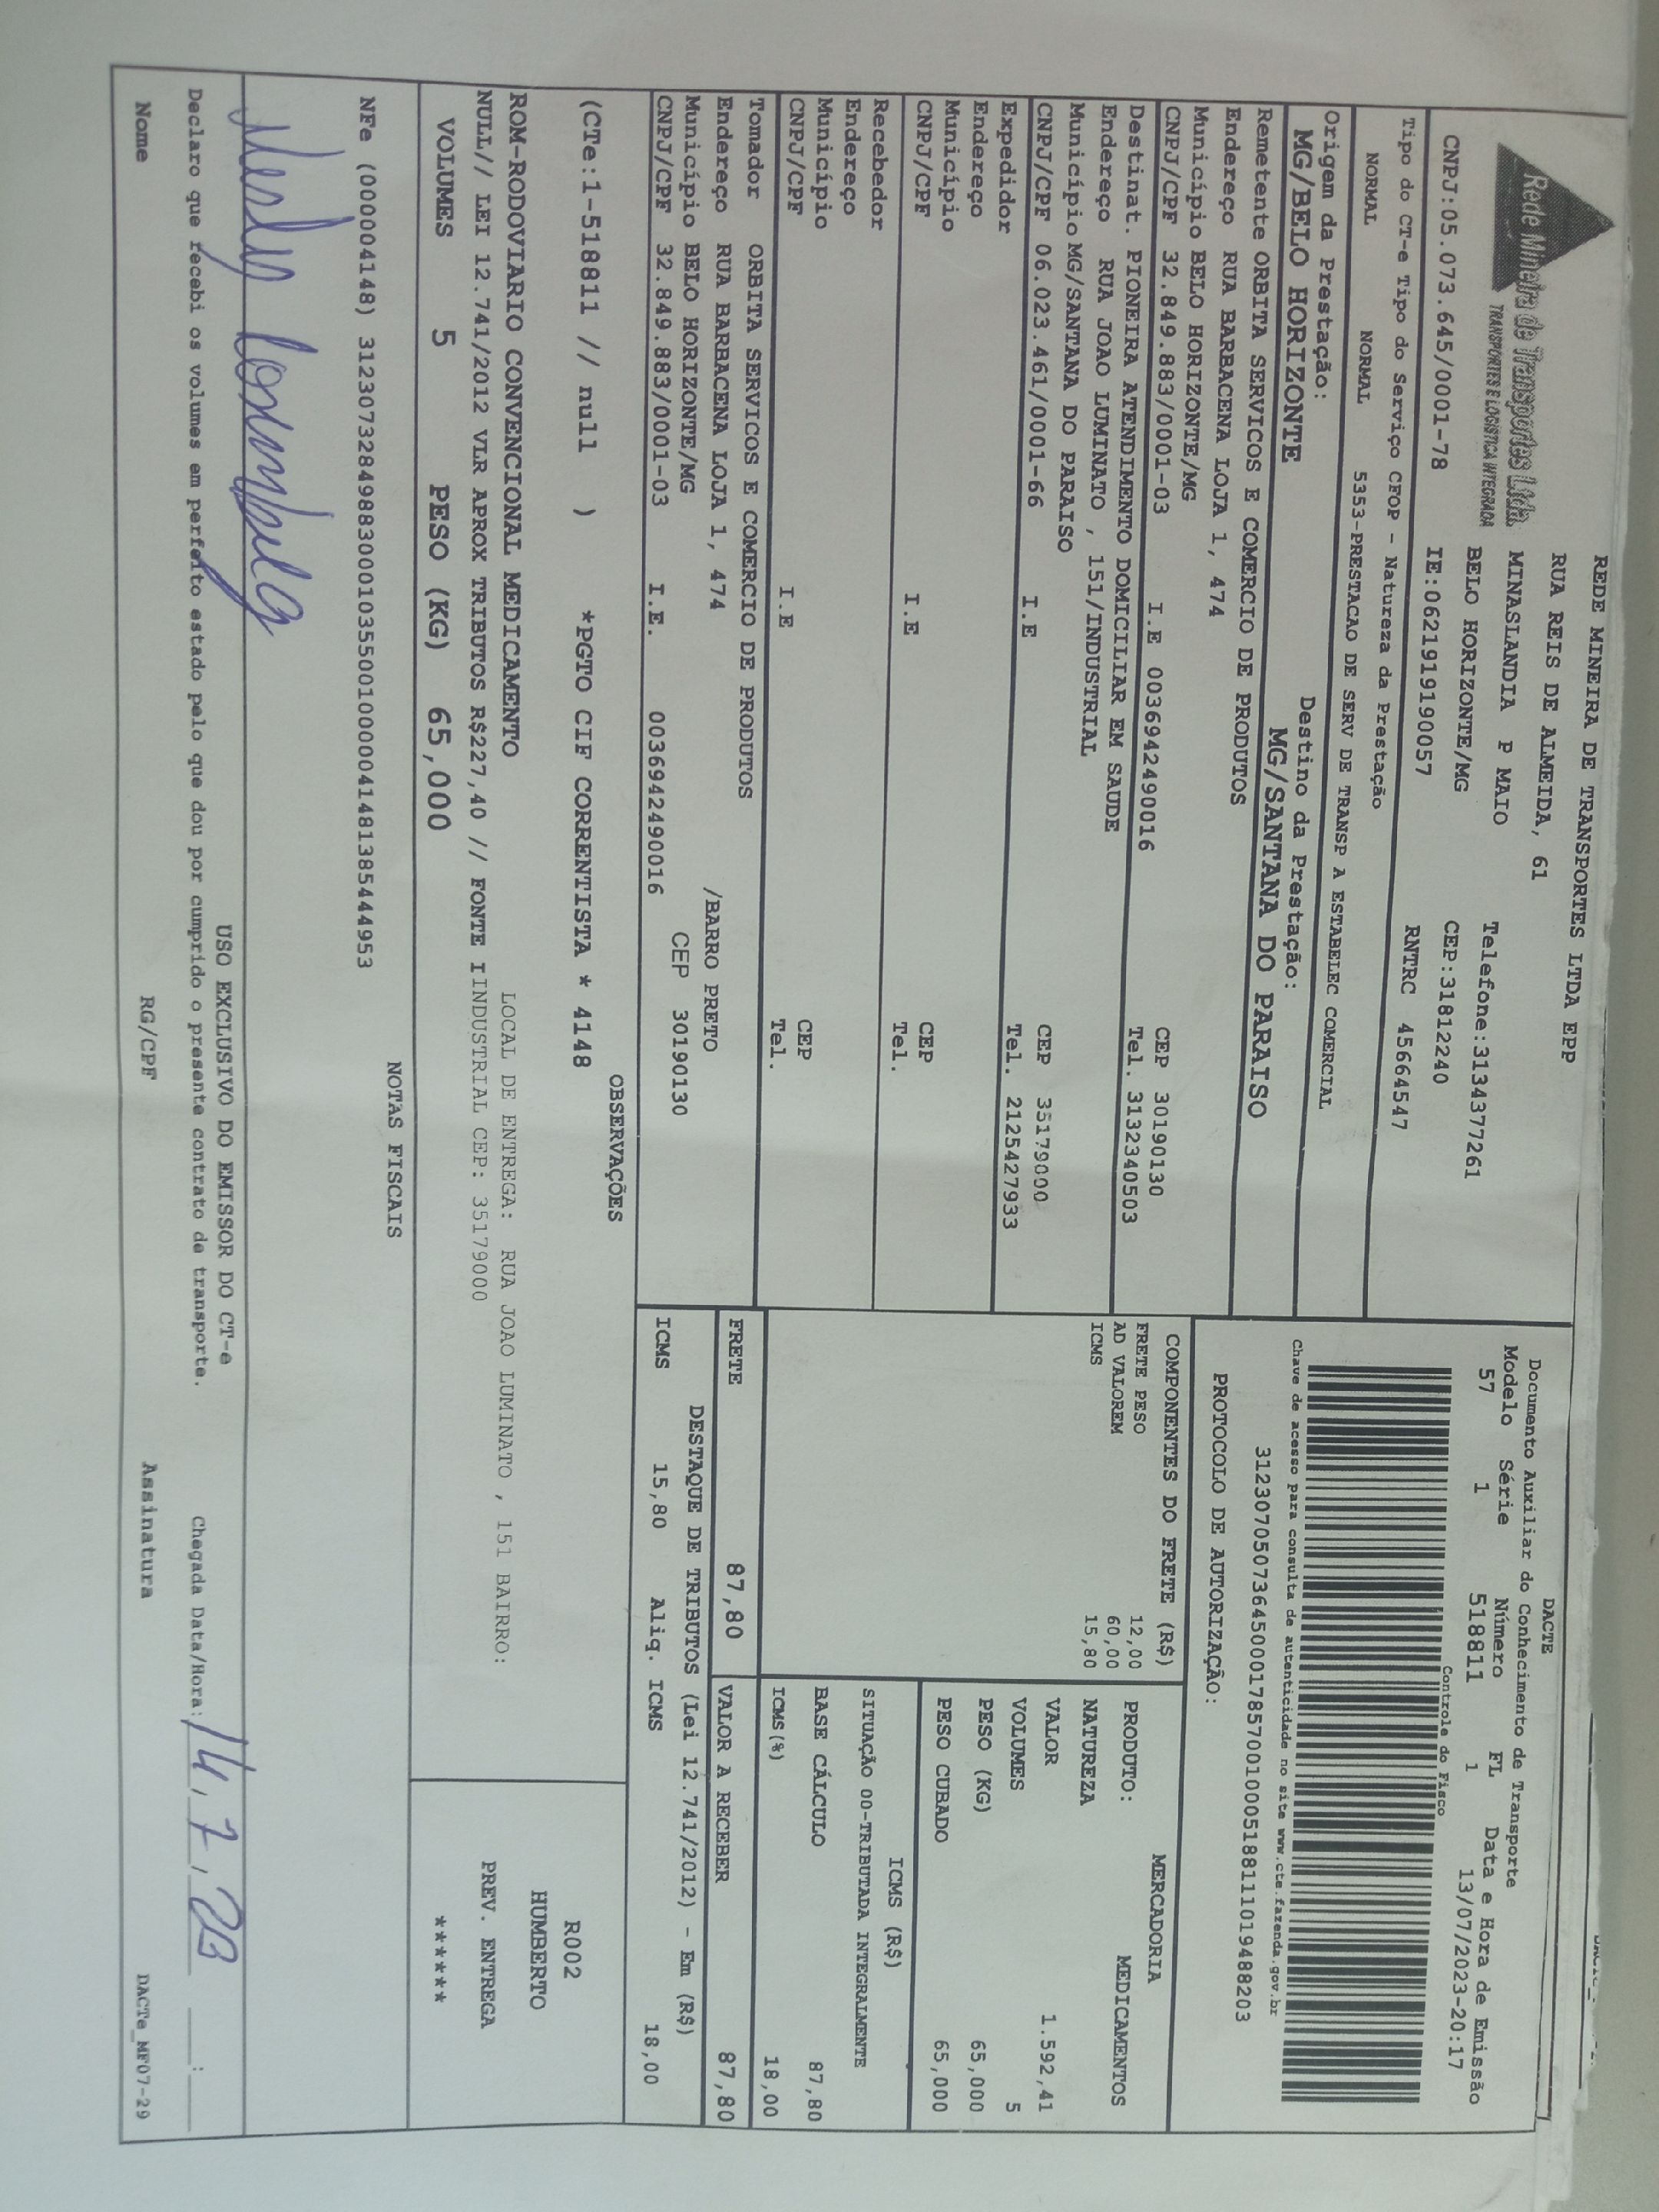 Rede Mineira de Transportes Ltda.
TRANSPORTES E LOGÍSTICA INTEGRADA
CNPJ:05.073.645/0001-78
REDE MINEIRA DE TRANSPORTES LTDA EPP
RUA REIS DE ALMEIDA, 61
MINASLANDIA P MAIO
Telefone:3134377261
BELO HORIZONTE/MG
CEP:31812240
IE:0621919190057
RNTRC 45664547
DACTE
Documento Auxiliar do Conhecimento de Transporte
Modelo Série Número FL Data e Hora de Emissão
57 1 518811 1 13/07/2023-20:17
Controle do Fisco
Chave de acesso para consulta de autenticidade no site www.cte.fazenda.gov.br
31230705073645000178570010005188111019488203
PROTOCOLO DE AUTORIZAÇÃO:
Tipo do CT-e Tipo do Serviço CFOP - Natureza da Prestação
NORMAL NORMAL 5353-PRESTACAO DE SERV DE TRANSP A ESTABELEC COMERCIAL
Origem da Prestação: Destino da Prestação:
MG/BELO HORIZONTE MG/SANTANA DO PARAISO
Remetente ORBITA SERVICOS E COMERCIO DE PRODUTOS
Endereço RUA BARBACENA LOJA 1, 474
Município BELO HORIZONTE/MG CEP 30190130
CNPJ/CPF 32.849.883/0001-03 I.E 0036942490016 Tel. 3132340503
Destinat. PIONEIRA ATENDIMENTO DOMICILIAR EM SAUDE
Endereço RUA JOAO LUMINATO , 151/INDUSTRIAL
Município MG/SANTANA DO PARAISO CEP 35179000
CNPJ/CPF 06.023.461/0001-66 I.E Tel. 2125427933
Expedidor
Endereço
Município CEP
CNPJ/CPF I.E Tel.
Recebedor
Endereço
Município CEP
CNPJ/CPF I.E Tel.
Tomador ORBITA SERVICOS E COMERCIO DE PRODUTOS
Endereço RUA BARBACENA LOJA 1, 474 /BARRO PRETO
Município BELO HORIZONTE/MG CEP 30190130
CNPJ/CPF 32.849.883/0001-03 I.E. 0036942490016
COMPONENTES DO FRETE (R$)
FRETE PESO 12,00
AD VALOREM 60,00
ICMS 15,80
MERCADORIA
PRODUTO: MEDICAMENTOS
NATUREZA
VALOR 1.592,41
VOLUMES 5
PESO (KG) 65,000
PESO CUBADO 65,000
ICMS (R$)
SITUAÇÃO 00-TRIBUTADA INTEGRALMENTE
BASE CÁLCULO 87,80
ICMS(%) 18,00
FRETE 87,80 VALOR A RECEBER 87,80
DESTAQUE DE TRIBUTOS (Lei 12.741/2012) - Em (R$)
ICMS 15,80 Aliq. ICMS 18,00
OBSERVAÇÕES
(CTe:1-518811 // null ) *PGTO CIF CORRENTISTA * 4148
ROM-RODOVIARIO CONVENCIONAL MEDICAMENTO LOCAL DE ENTREGA: RUA JOAO LUMINATO , 151 BAIRRO:
NULL// LEI 12.741/2012 VLR APROX TRIBUTOS R$227,40 // FONTE I INDUSTRIAL CEP: 35179000
R002
HUMBERTO
PREV. ENTREGA
******
VOLUMES 5 PESO (KG) 65,000
NOTAS FISCAIS
NFe (000004148) 31230732849883000103550010000041481385444953
USO EXCLUSIVO DO EMISSOR DO CT-e
Declaro que recebi os volumes em perfeito estado pelo que dou por cumprido o presente contrato de transporte. Chegada Data/Hora: 14/7/23 :
Nome RG/CPF Assinatura DACTe_MF07-29